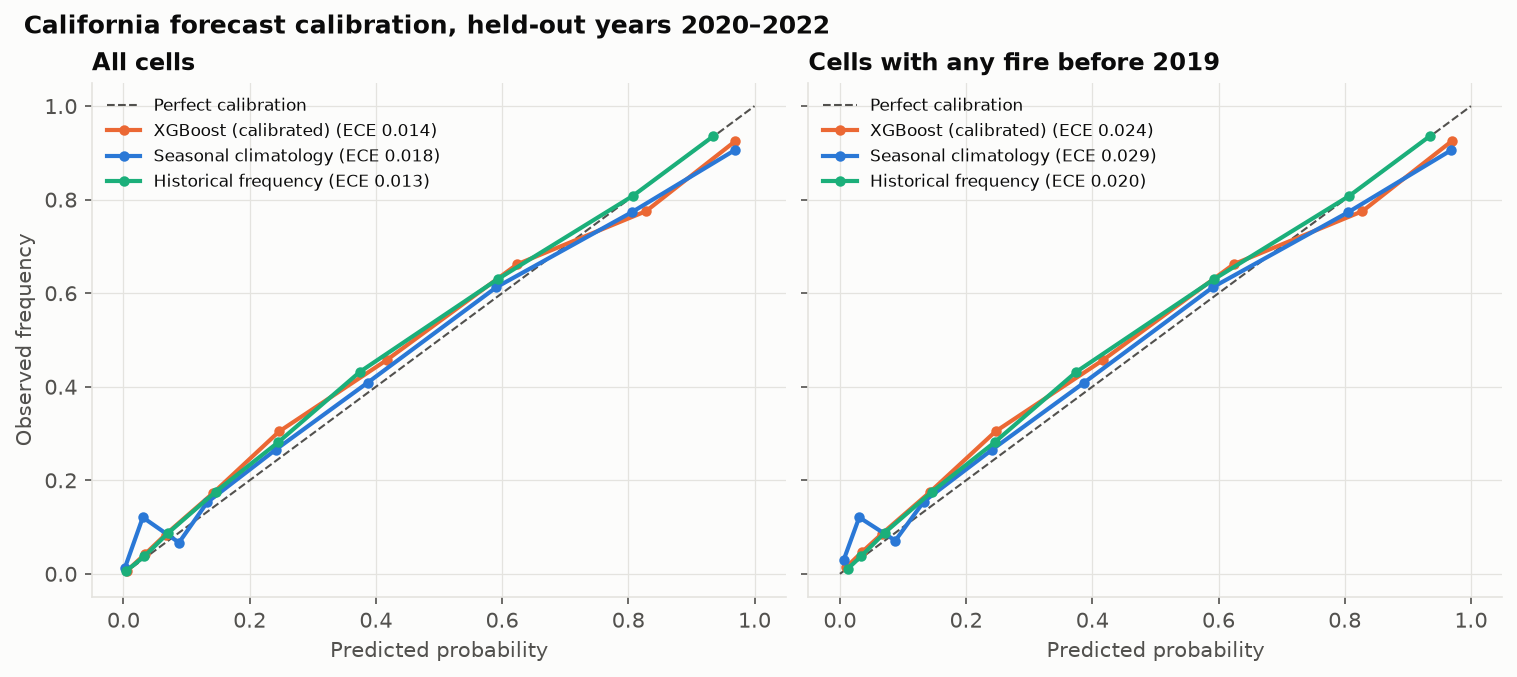 California forecast calibration, held-out years 2020–2022
All cells
Perfect calibration
XGBoost (calibrated) (ECE 0.014)
Seasonal climatology (ECE 0.018)
Historical frequency (ECE 0.013)
Observed frequency
1.0
0.8
0.6
0.4
0.2
0.0
0.0 0.2 0.4 0.6 0.8 1.0
Predicted probability
Cells with any fire before 2019
Perfect calibration
XGBoost (calibrated) (ECE 0.024)
Seasonal climatology (ECE 0.029)
Historical frequency (ECE 0.020)
0.0 0.2 0.4 0.6 0.8 1.0
Predicted probability